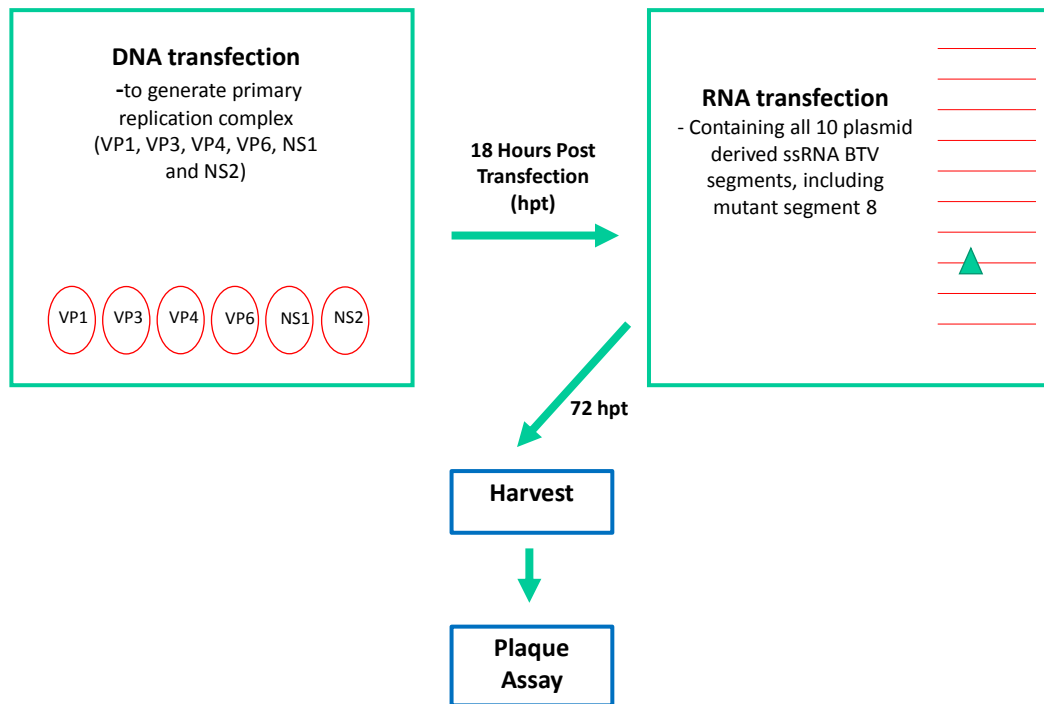 DNA transfection
-to generate primary
replication complex
(VP1, VP3, VP4, VP6, NS1
and NS2)
VP1 VP3 VP4 VP6 NS1 NS2
18 Hours Post
Transfection
(hpt)
RNA transfection
- Containing all 10 plasmid
derived ssRNA BTV
segments, including
mutant segment 8
72 hpt
Harvest
Plaque
Assay